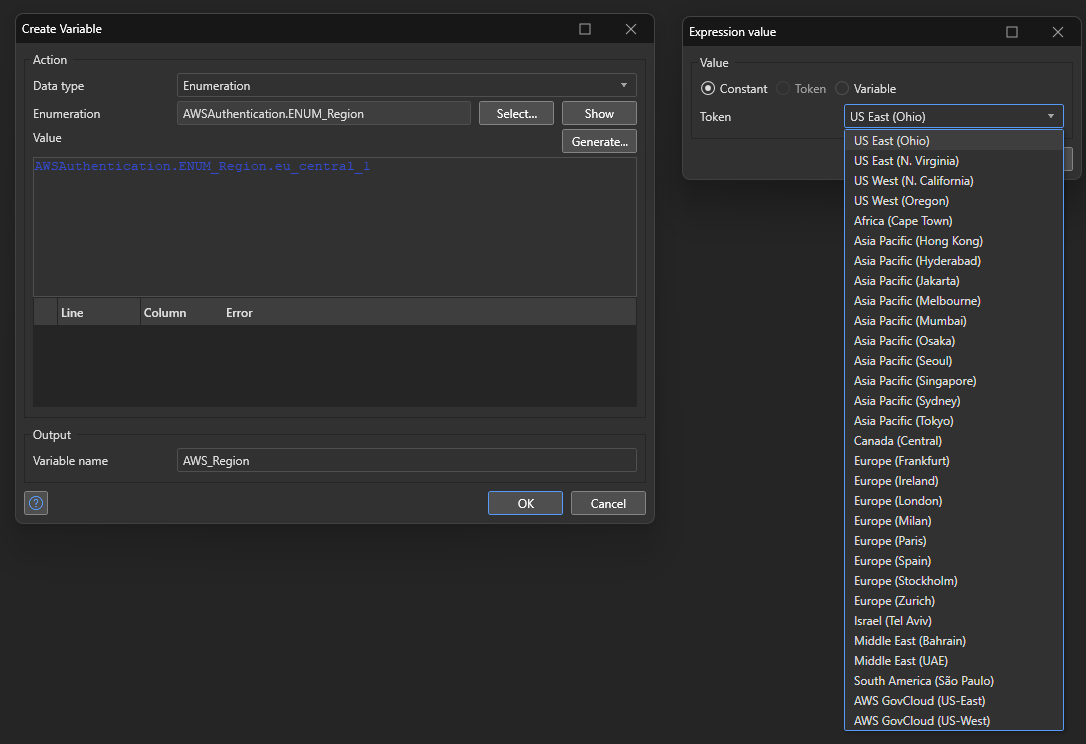 Create Variable
Action
Data type
Enumeration
Enumeration
AWSAuthentication.ENUM_Region
Select...
Show
Value
Generate...
AWSAuthentication.ENUM_Region.eu_central_1
Line
Column
Error
Output
Variable name
AWS_Region
?
OK
Cancel
Expression value
Value
Constant
Token
Variable
Token
US East (Ohio)
US East (Ohio)
US East (N. Virginia)
US West (N. California)
US West (Oregon)
Africa (Cape Town)
Asia Pacific (Hong Kong)
Asia Pacific (Hyderabad)
Asia Pacific (Jakarta)
Asia Pacific (Melbourne)
Asia Pacific (Mumbai)
Asia Pacific (Osaka)
Asia Pacific (Seoul)
Asia Pacific (Singapore)
Asia Pacific (Sydney)
Asia Pacific (Tokyo)
Canada (Central)
Europe (Frankfurt)
Europe (Ireland)
Europe (London)
Europe (Milan)
Europe (Paris)
Europe (Spain)
Europe (Stockholm)
Europe (Zurich)
Israel (Tel Aviv)
Middle East (Bahrain)
Middle East (UAE)
South America (São Paulo)
AWS GovCloud (US-East)
AWS GovCloud (US-West)